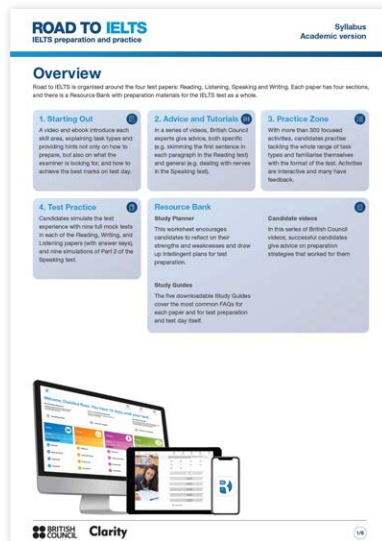 ROAD TO IELTS
IELTS preparation and practice
Syllabus
Academic version
Overview
Road to IELTS is organised around the four test papers: Reading, Listening, Speaking and Writing. Each paper has four sections,
and there is a Resource Bank with preparation materials for the IELTS test as a whole.
1. Starting Out
A video and ebook introduce each
skill area, explaining task types and
providing hints not only on how to
prepare, but also on what the
examiner is looking for, and how to
achieve the best marks on test day.
2. Advice and Tutorials
In a series of videos, British Council
experts give advice, both specific
(e.g. skimming the first sentence in
each paragraph in the Reading test)
and general (e.g. dealing with nerves
in the Speaking test).
3. Practice Zone
With more than 300 focused
activities, candidates practise
tackling the whole range of task
types and familiarise themselves
with the format of the test. Activities
are interactive and many have
feedback.
4. Test Practice
Candidates simulate the test
experience with nine full mock tests
in each of the Reading, Writing, and
Listening papers (with answer keys),
and nine simulations of Part 2 of the
Speaking test.
Resource Bank
Study Planner
This worksheet encourages
candidates to reflect on their
strengths and weaknesses and draw
up intelligent plans for test
preparation.
Study Guides
The five downloadable Study Guides
cover the most common FAQs for
each paper and for test preparation
and test day itself.
Candidate videos
In this series of British Council
videos, successful candidates
give advice on preparation
strategies that worked for them
BRITISH
COUNCIL
Clarity
1/8